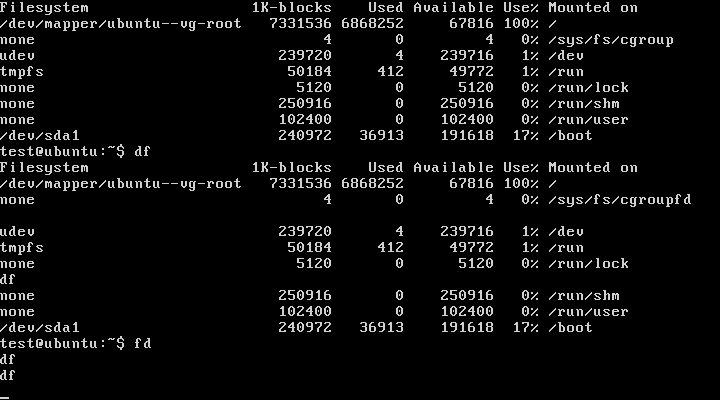 Filesystem 1K-blocks Used Available Use% Mounted on
/dev/mapper/ubuntu--vg-root 7331536 6868252 67816 100% /
none 4 0 4 0% /sys/fs/cgroup
udev 239720 4 239716 1% /dev
tmpfs 50184 412 49772 1% /run
none 5120 0 5120 0% /run/lock
none 250916 0 250916 0% /run/shm
none 102400 0 102400 0% /run/user
/dev/sda1 240972 36913 191618 17% /boot
test@ubuntu:~$ df
Filesystem 1K-blocks Used Available Use% Mounted on
/dev/mapper/ubuntu--vg-root 7331536 6868252 67816 100% /
none 4 0 4 0% /sys/fs/cgroupfd
udev 239720 4 239716 1% /dev
tmpfs 50184 412 49772 1% /run
none 5120 0 5120 0% /run/lock
df
none 250916 0 250916 0% /run/shm
none 102400 0 102400 0% /run/user
/dev/sda1 240972 36913 191618 17% /boot
test@ubuntu:~$ fd
df
df